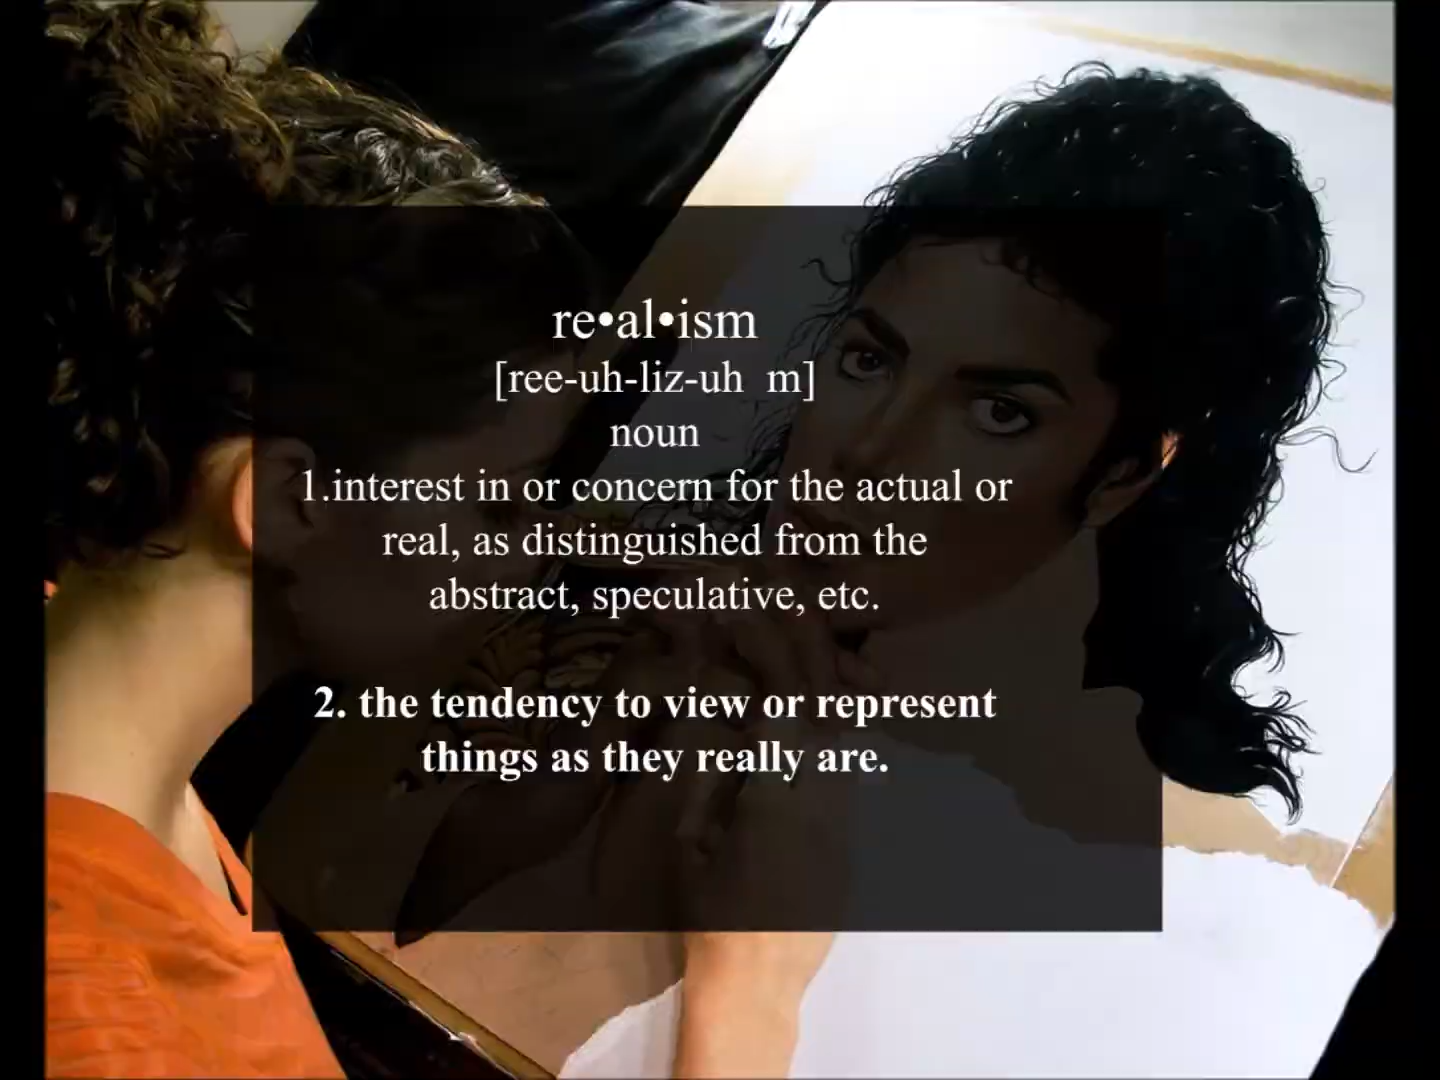 re•al•ism
[ree-uh-liz-uh  m]
noun
1.interest in or concern for the actual or
real, as distinguished from the
abstract, speculative, etc.
2. the tendency to view or represent
things as they really are.